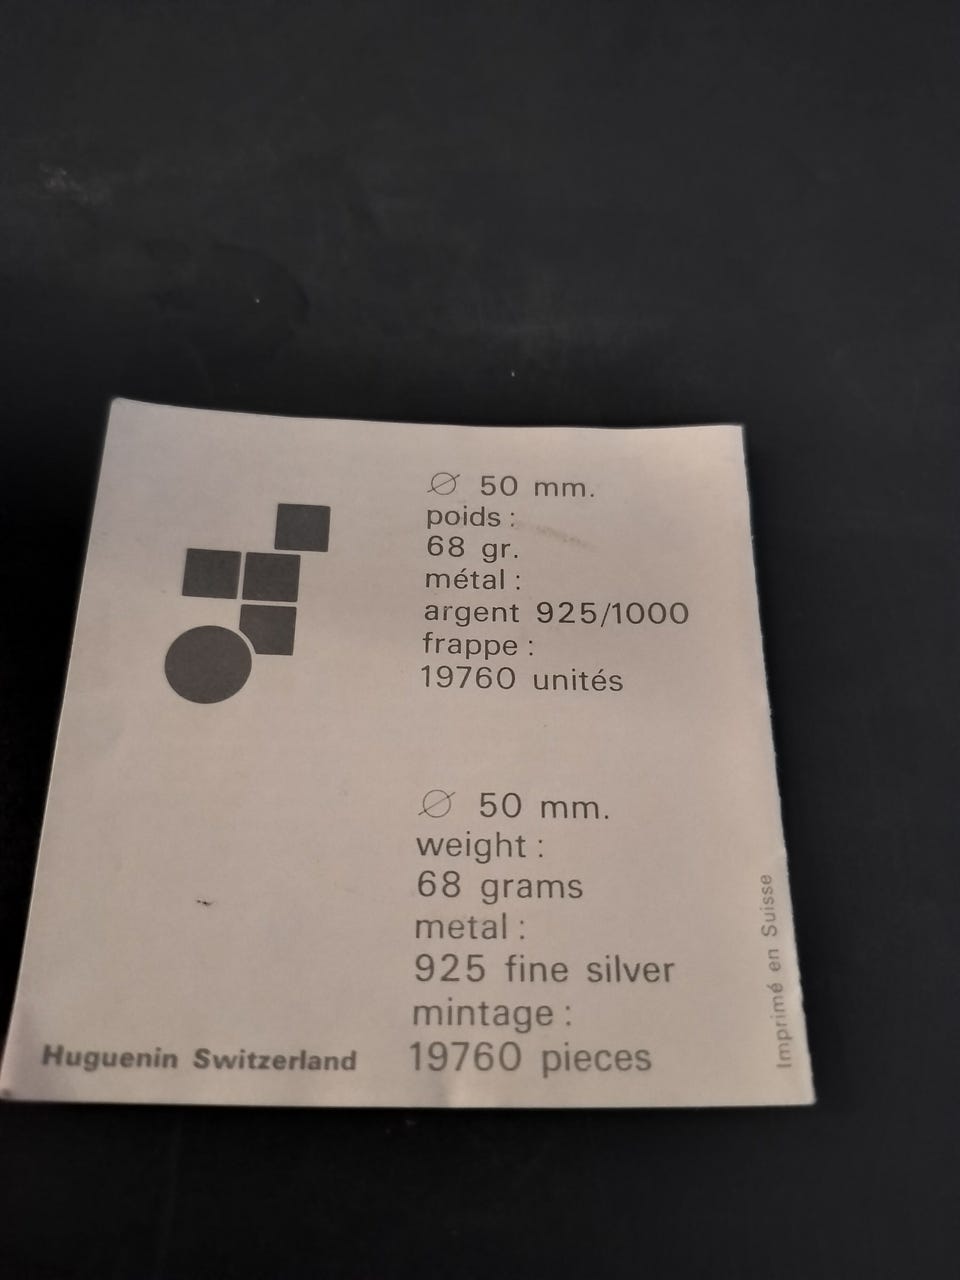 ∅ 50 mm.
poids :
68 gr.
métal :
argent 925/1000
frappe :
19760 unités
∅ 50 mm.
weight :
68 grams
metal :
925 fine silver
mintage :
19760 pieces
Huguenin Switzerland
Imprimé en Suisse